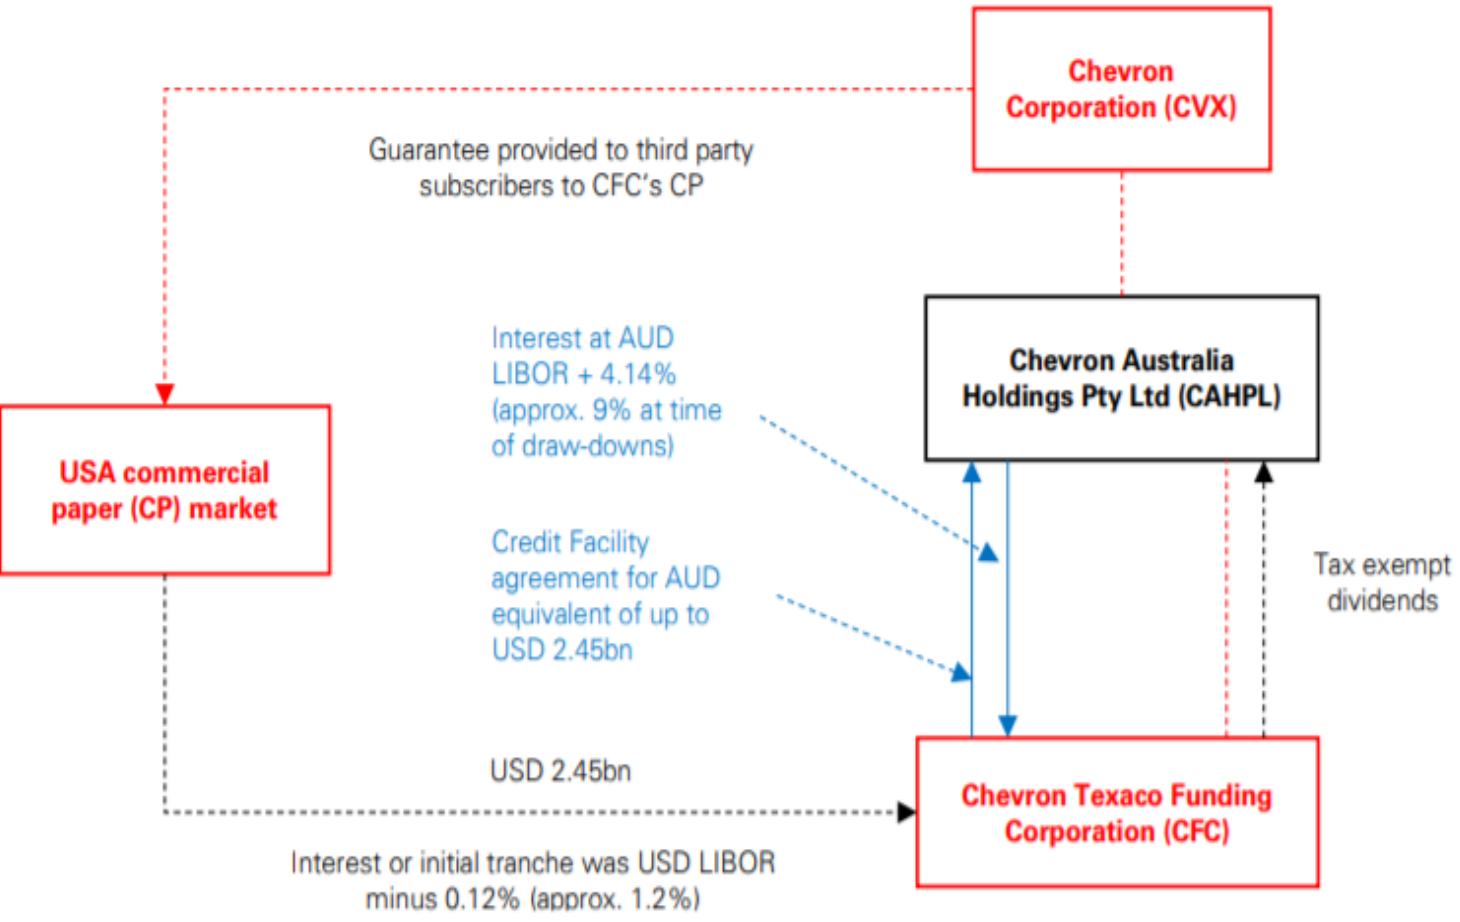 Chevron
Corporation (CVX)
Guarantee provided to third party
subscribers to CFC's CP
Interest at AUD
LIBOR + 4.14%
(approx. 9% at time
of draw-downs)
Chevron Australia
Holdings Pty Ltd (CAHPL)
USA commercial
paper (CP) market
Credit Facility
agreement for AUD
equivalent of up to
USD 2.45bn
Tax exempt
dividends
USD 2.45bn
Chevron Texaco Funding
Corporation (CFC)
Interest or initial tranche was USD LIBOR
minus 0.12% (approx. 1.2%)